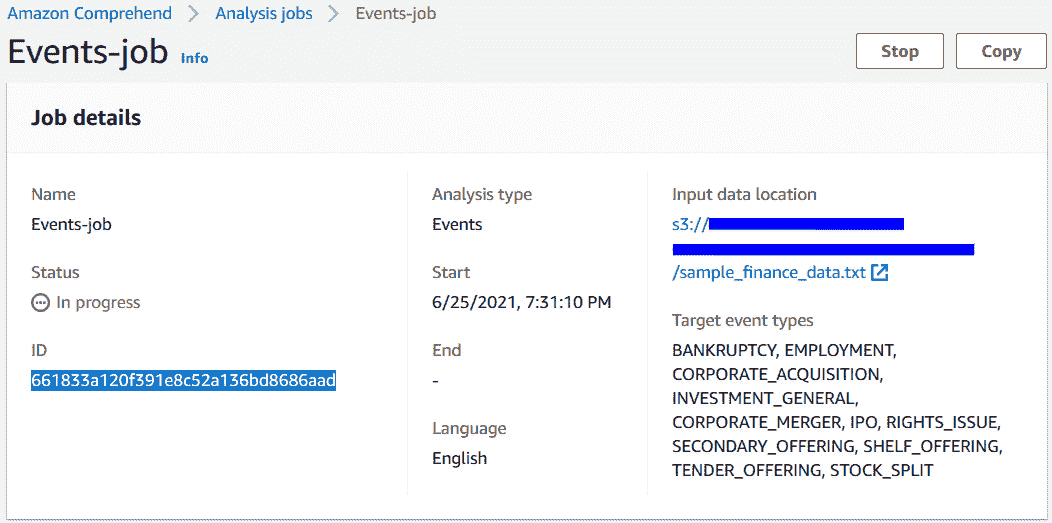 Amazon Comprehend > Analysis jobs > Events-job
Events-job Info
Stop
Copy
Job details
Name
Events-job
Status
In progress
ID
661833a120f391e8c52a136bd8686aad
Analysis type
Events
Start
6/25/2021, 7:31:10 PM
End
-
Language
English
Input data location
s3://
/sample_finance_data.txt
Target event types
BANKRUPTCY, EMPLOYMENT,
CORPORATE_ACQUISITION,
INVESTMENT_GENERAL,
CORPORATE_MERGER, IPO, RIGHTS_ISSUE,
SECONDARY_OFFERING, SHELF_OFFERING,
TENDER_OFFERING, STOCK_SPLIT